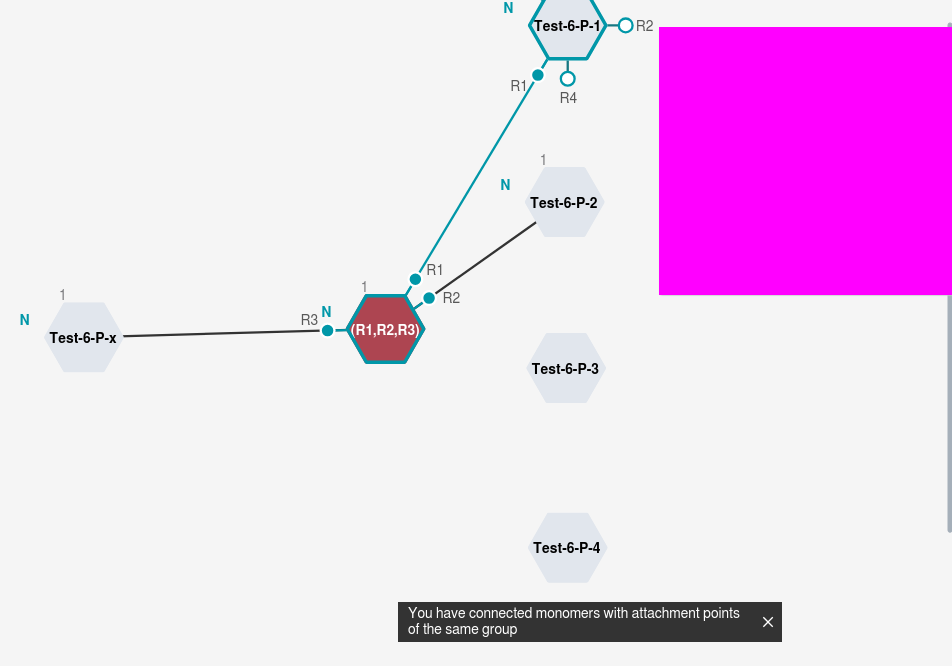 N
Test-6-P-1
R2
R1
R4
1
N
Test-6-P-2
R1
1
R2
N
R3
1
N
(R1,R2,R3)
Test-6-P-x
Test-6-P-3
Test-6-P-4
You have connected monomers with attachment points
of the same group